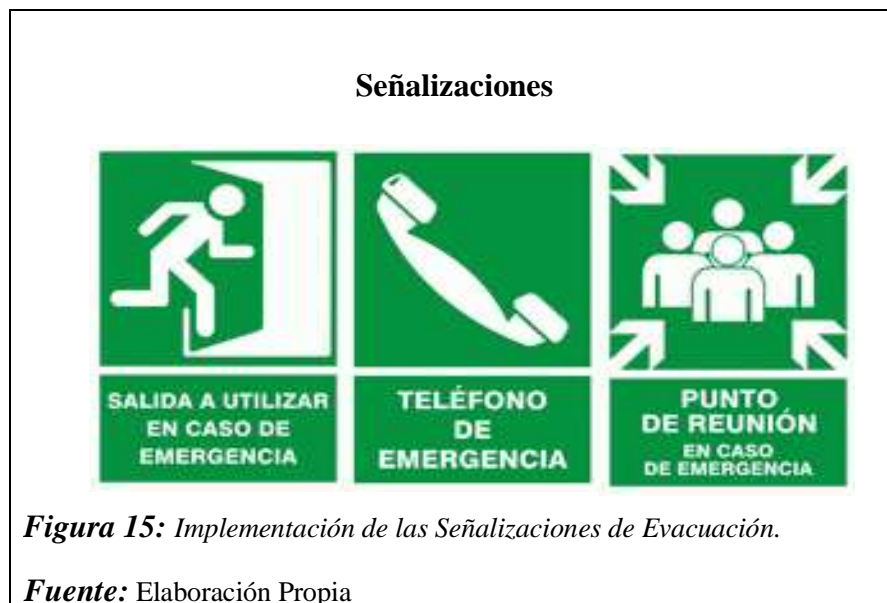 Señalizaciones
SALIDA A UTILIZAR
EN CASO DE
EMERGENCIA
TELÉFONO
DE
EMERGENCIA
PUNTO
DE REUNIÓN
EN CASO
DE EMERGENCIA
Figura 15: Implementación de las Señalizaciones de Evacuación.
Fuente: Elaboración Propia